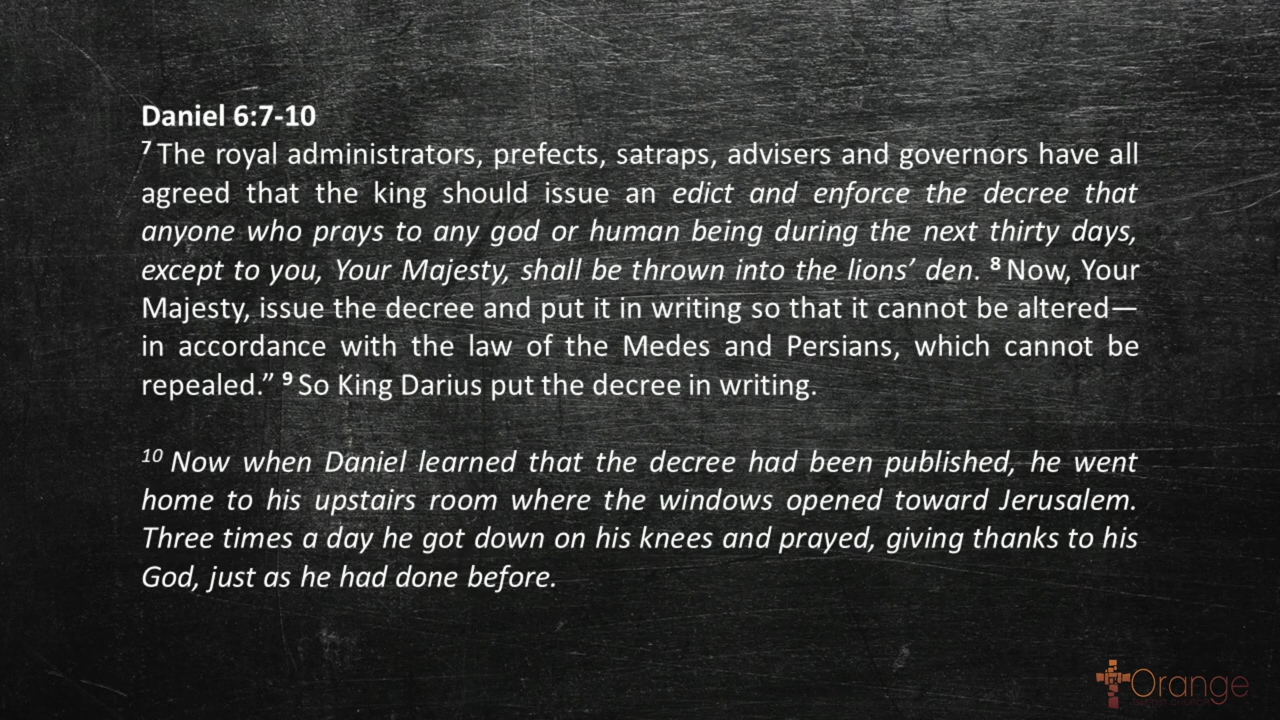 Daniel 6:7-10
7 The royal administrators, prefects, satraps, advisers and governors have all
agreed that the king should issue an edict and enforce the decree that
anyone who prays to any god or human being during the next thirty days,
except to you, Your Majesty, shall be thrown into the lions’ den. 8 Now, Your
Majesty, issue the decree and put it in writing so that it cannot be altered—
in accordance with the law of the Medes and Persians, which cannot be
repealed.” 9 So King Darius put the decree in writing.
10 Now when Daniel learned that the decree had been published, he went
home to his upstairs room where the windows opened toward Jerusalem.
Three times a day he got down on his knees and prayed, giving thanks to his
God, just as he had done before.
Orange